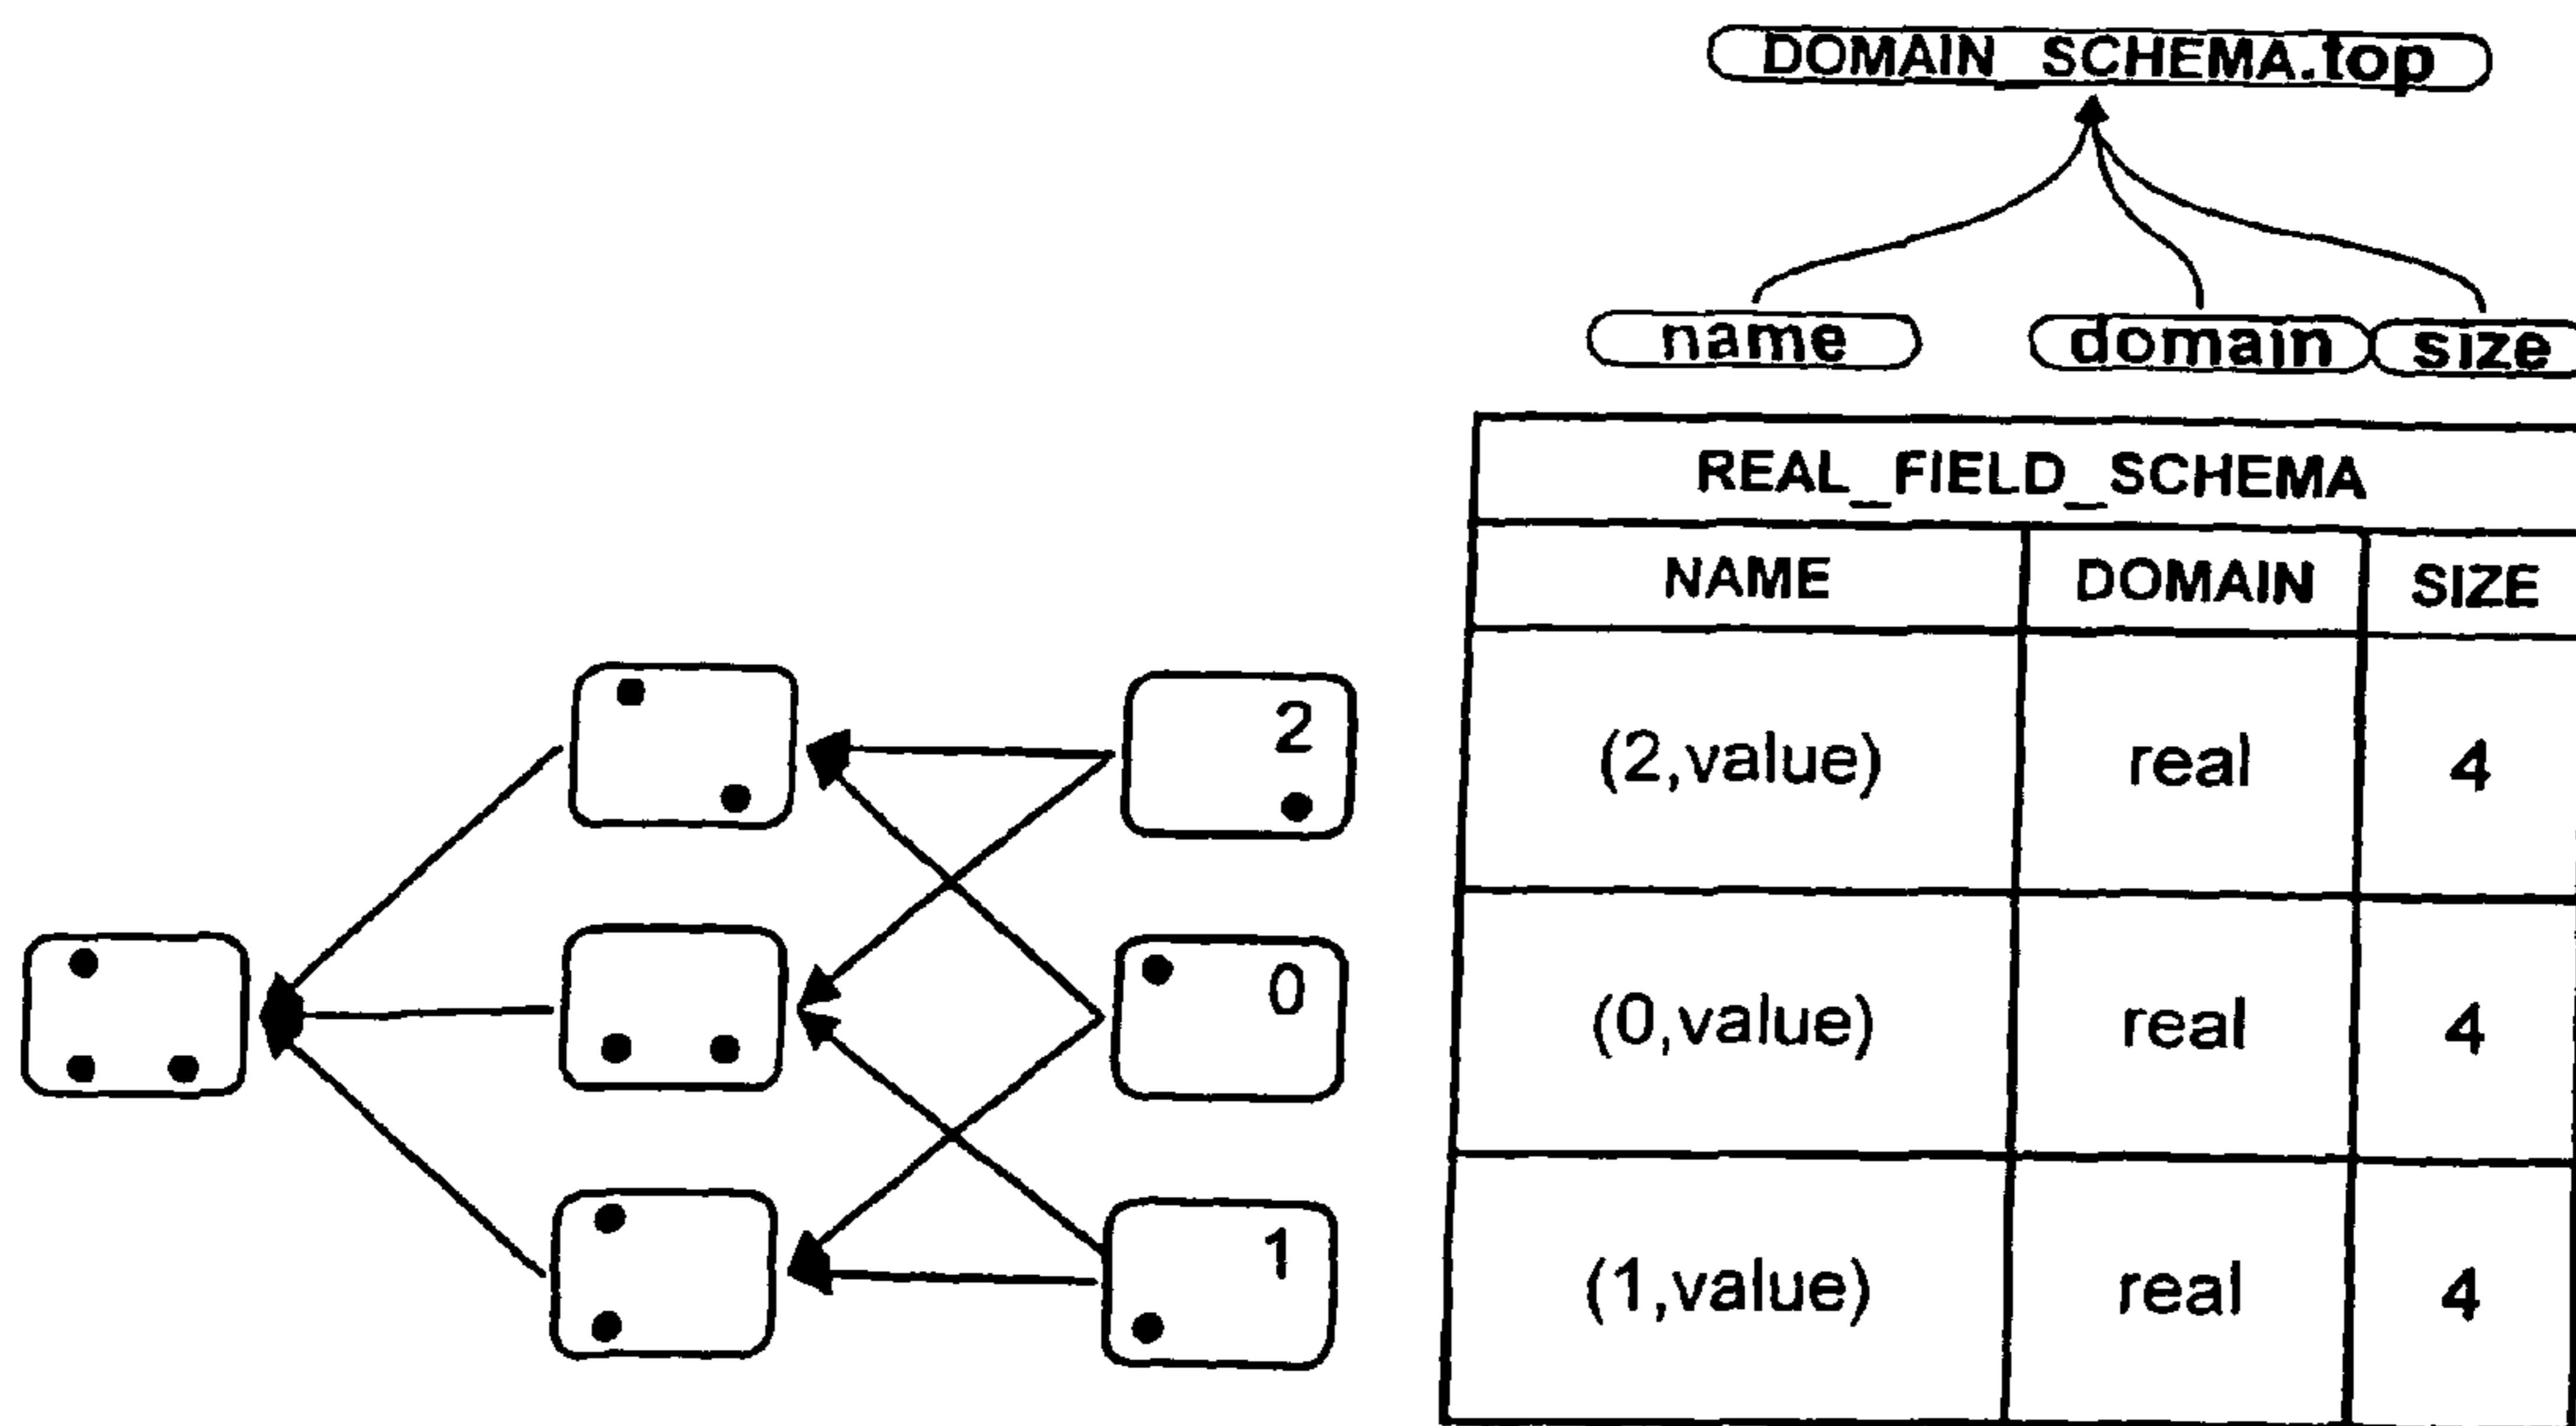 DOMAIN_SCHEMA.top
name domain size
REAL_FIELD_SCHEMA
NAME DOMAIN SIZE
2 (2,value) real 4
0 (0,value) real 4
1 (1,value) real 4